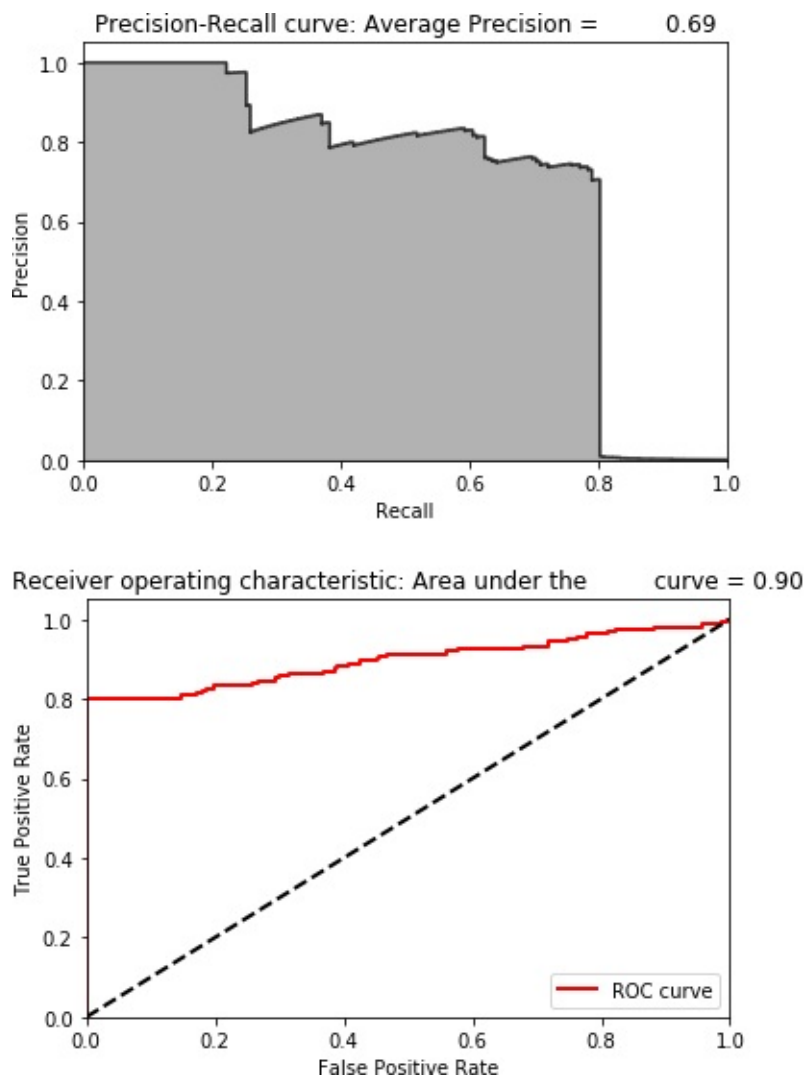 Precision-Recall curve: Average Precision = 0.69
1.0
0.8
0.6
0.4
0.2
0.0
Precision
0.0 0.2 0.4 0.6 0.8 1.0
Recall
Receiver operating characteristic: Area under the curve = 0.90
1.0
0.8
0.6
0.4
0.2
0.0
True Positive Rate
ROC curve
0.0 0.2 0.4 0.6 0.8 1.0
False Positive Rate